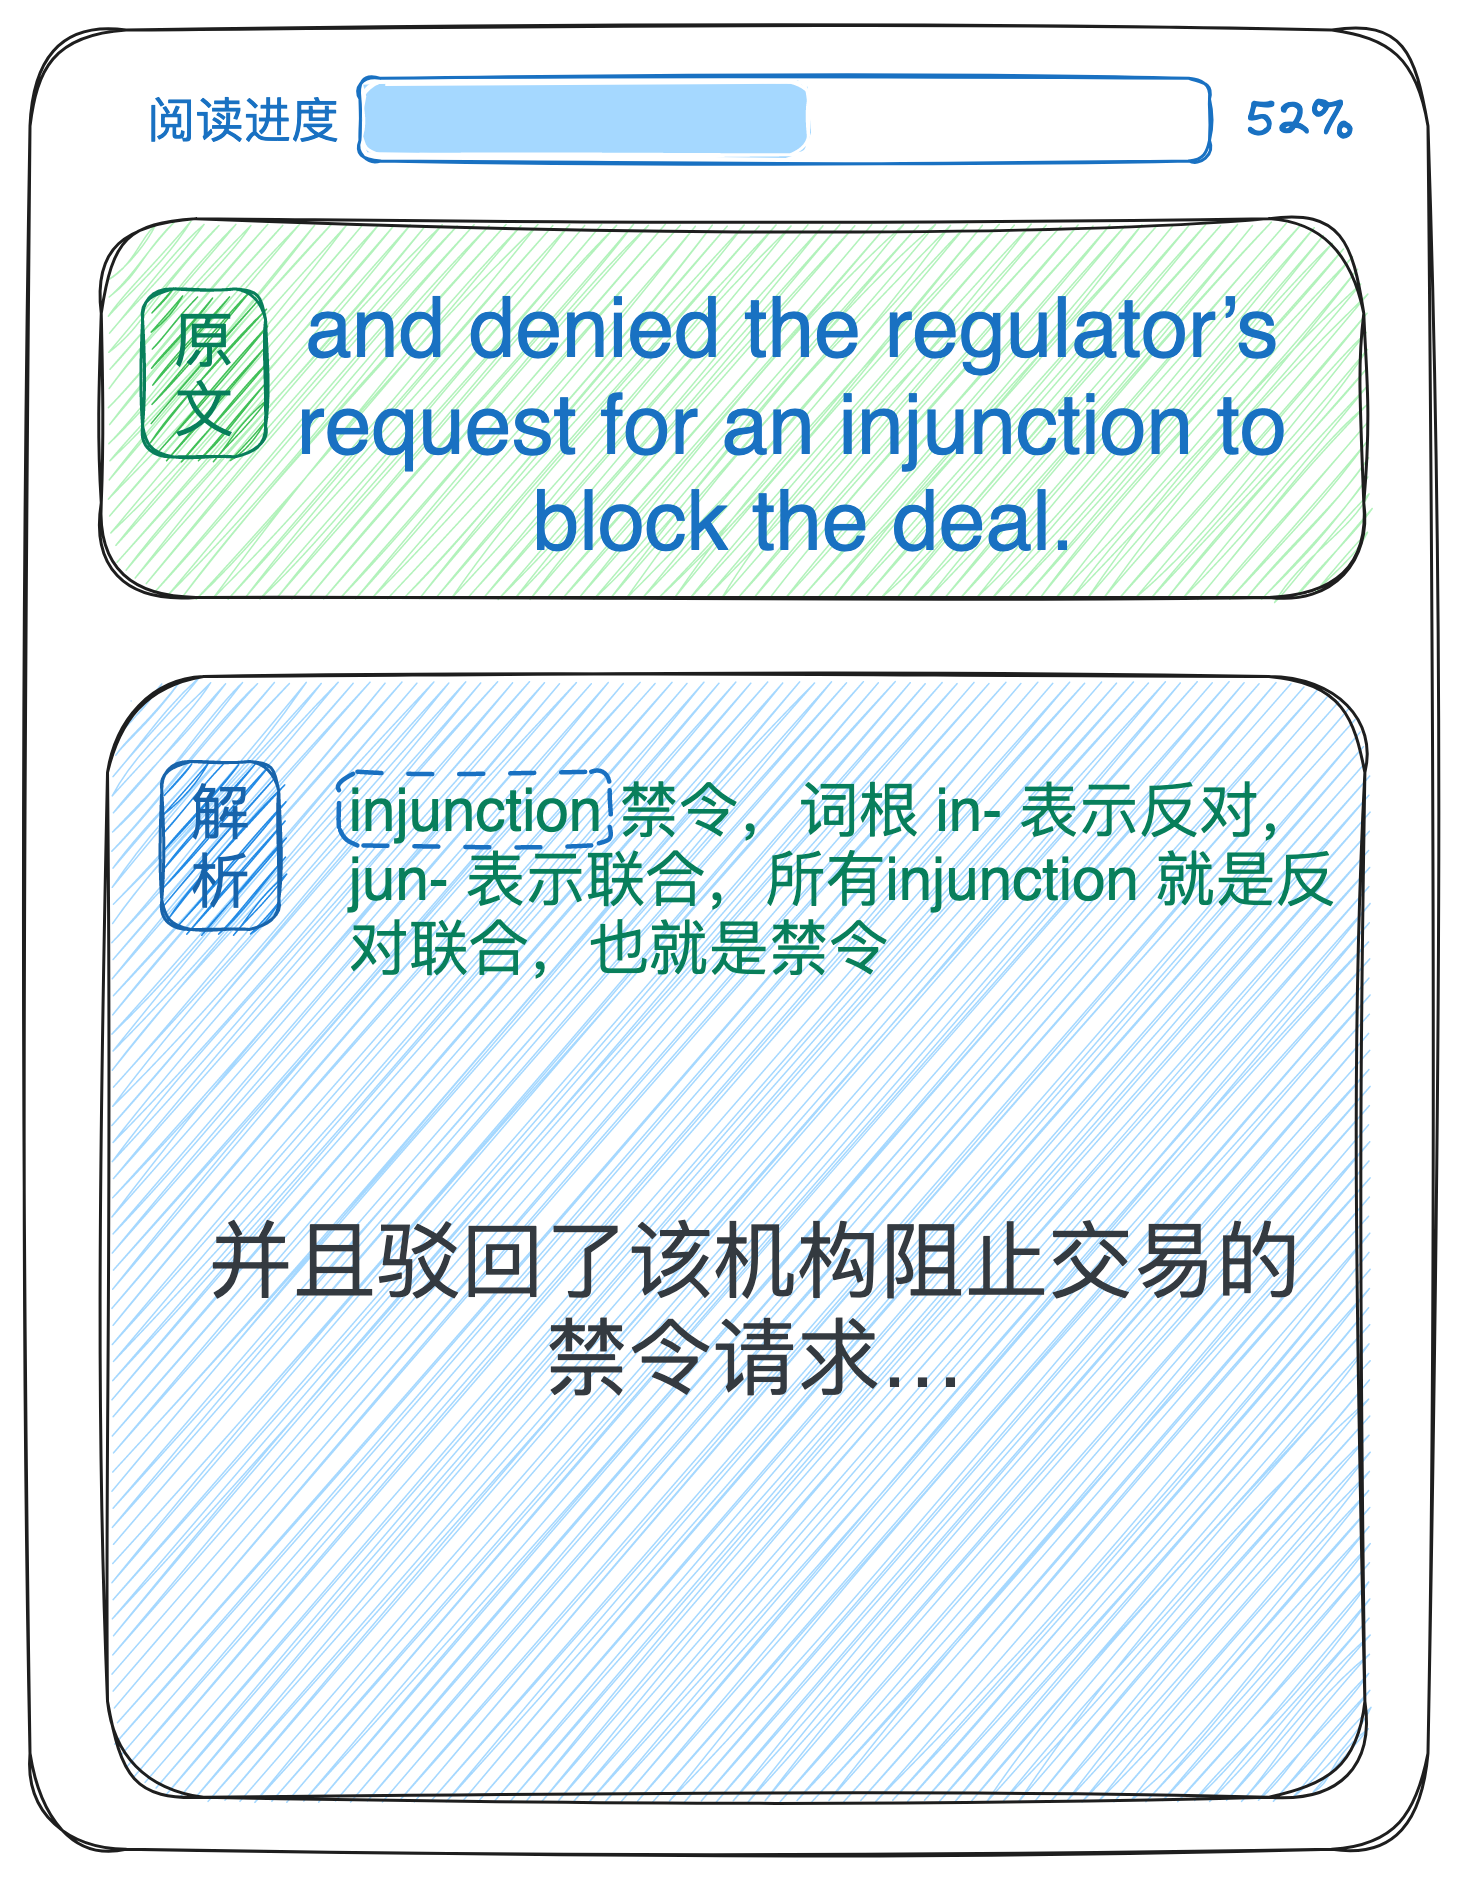 阅读进度 52%
原文
and denied the regulator’s
request for an injunction to
block the deal.
解析
injunction 禁令，词根 in- 表示反对，
jun- 表示联合，所有injunction 就是反
对联合，也就是禁令
并且驳回了该机构阻止交易的
禁令请求...